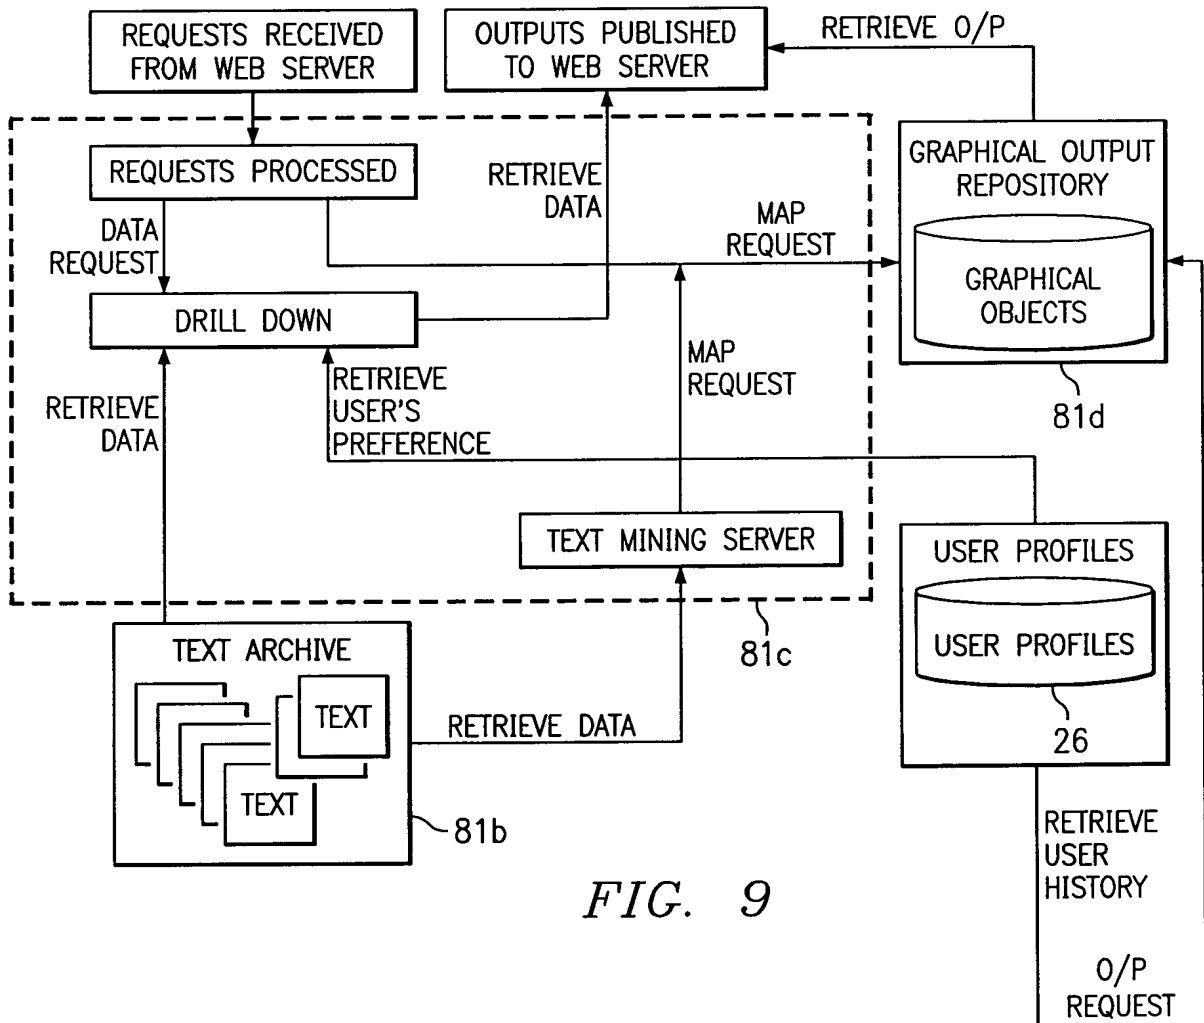 REQUESTS RECEIVED
FROM WEB SERVER
OUTPUTS PUBLISHED
TO WEB SERVER
RETRIEVE O/P
REQUESTS PROCESSED
RETRIEVE
DATA
GRAPHICAL OUTPUT
REPOSITORY
DATA
REQUEST
MAP
REQUEST
GRAPHICAL
OBJECTS
DRILL DOWN
MAP
REQUEST
RETRIEVE
DATA
RETRIEVE
USER'S
PREFERENCE
81d
TEXT MINING SERVER
USER PROFILES
USER PROFILES
26
81c
TEXT ARCHIVE
TEXT
TEXT
RETRIEVE DATA
81b
RETRIEVE
USER
HISTORY
FIG. 9
O/P
REQUEST